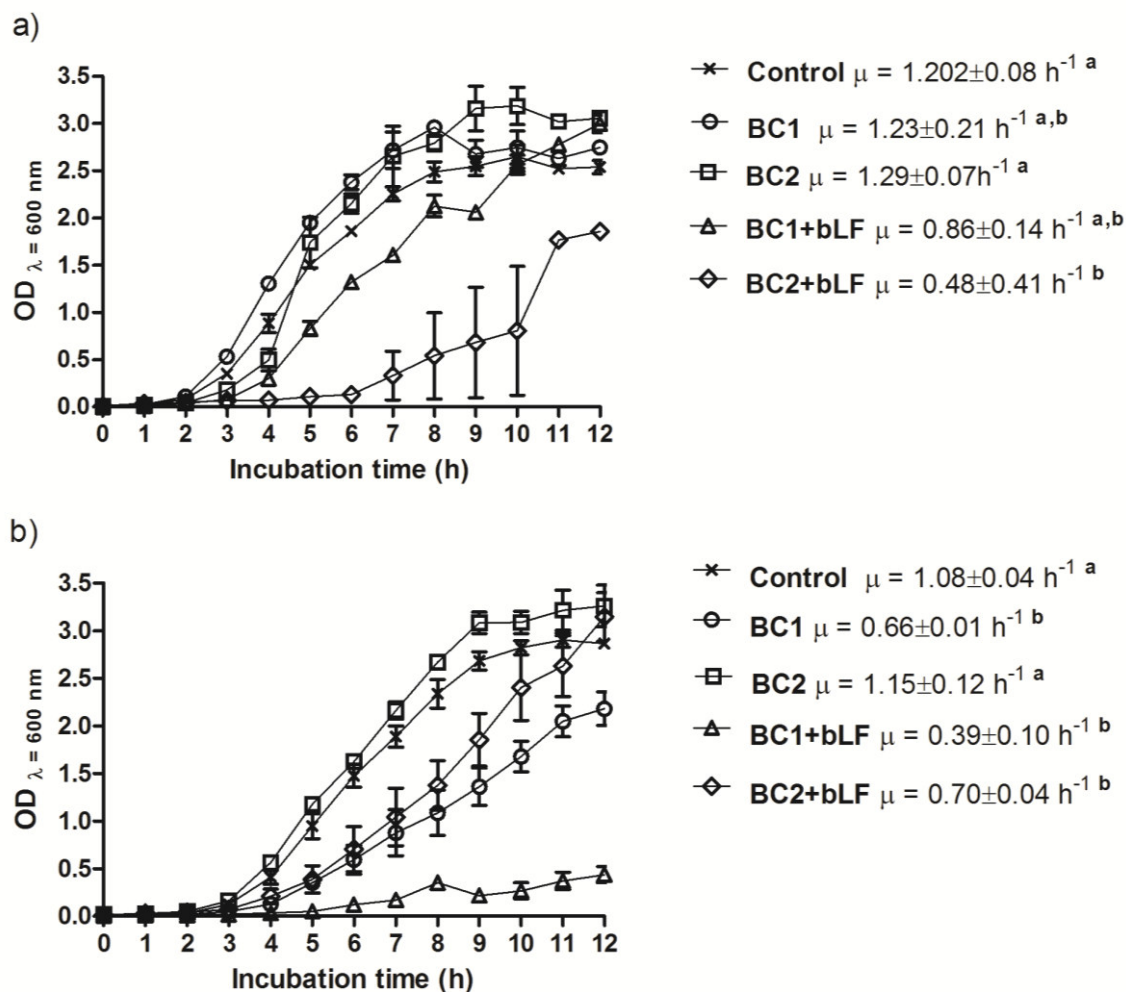 a)
3.5
3.0
2.5
2.0
1.5
1.0
0.5
0.0
OD λ = 600 nm
0 1 2 3 4 5 6 7 8 9 10 11 12
Incubation time (h)
Control μ = 1.202±0.08 h-1 a
BC1 μ = 1.23±0.21 h-1 a,b
BC2 μ = 1.29±0.07h-1 a
BC1+bLF μ = 0.86±0.14 h-1 a,b
BC2+bLF μ = 0.48±0.41 h-1 b
b)
3.5
3.0
2.5
2.0
1.5
1.0
0.5
0.0
OD λ = 600 nm
0 1 2 3 4 5 6 7 8 9 10 11 12
Incubation time (h)
Control μ = 1.08±0.04 h-1 a
BC1 μ = 0.66±0.01 h-1 b
BC2 μ = 1.15±0.12 h-1 a
BC1+bLF μ = 0.39±0.10 h-1 b
BC2+bLF μ = 0.70±0.04 h-1 b